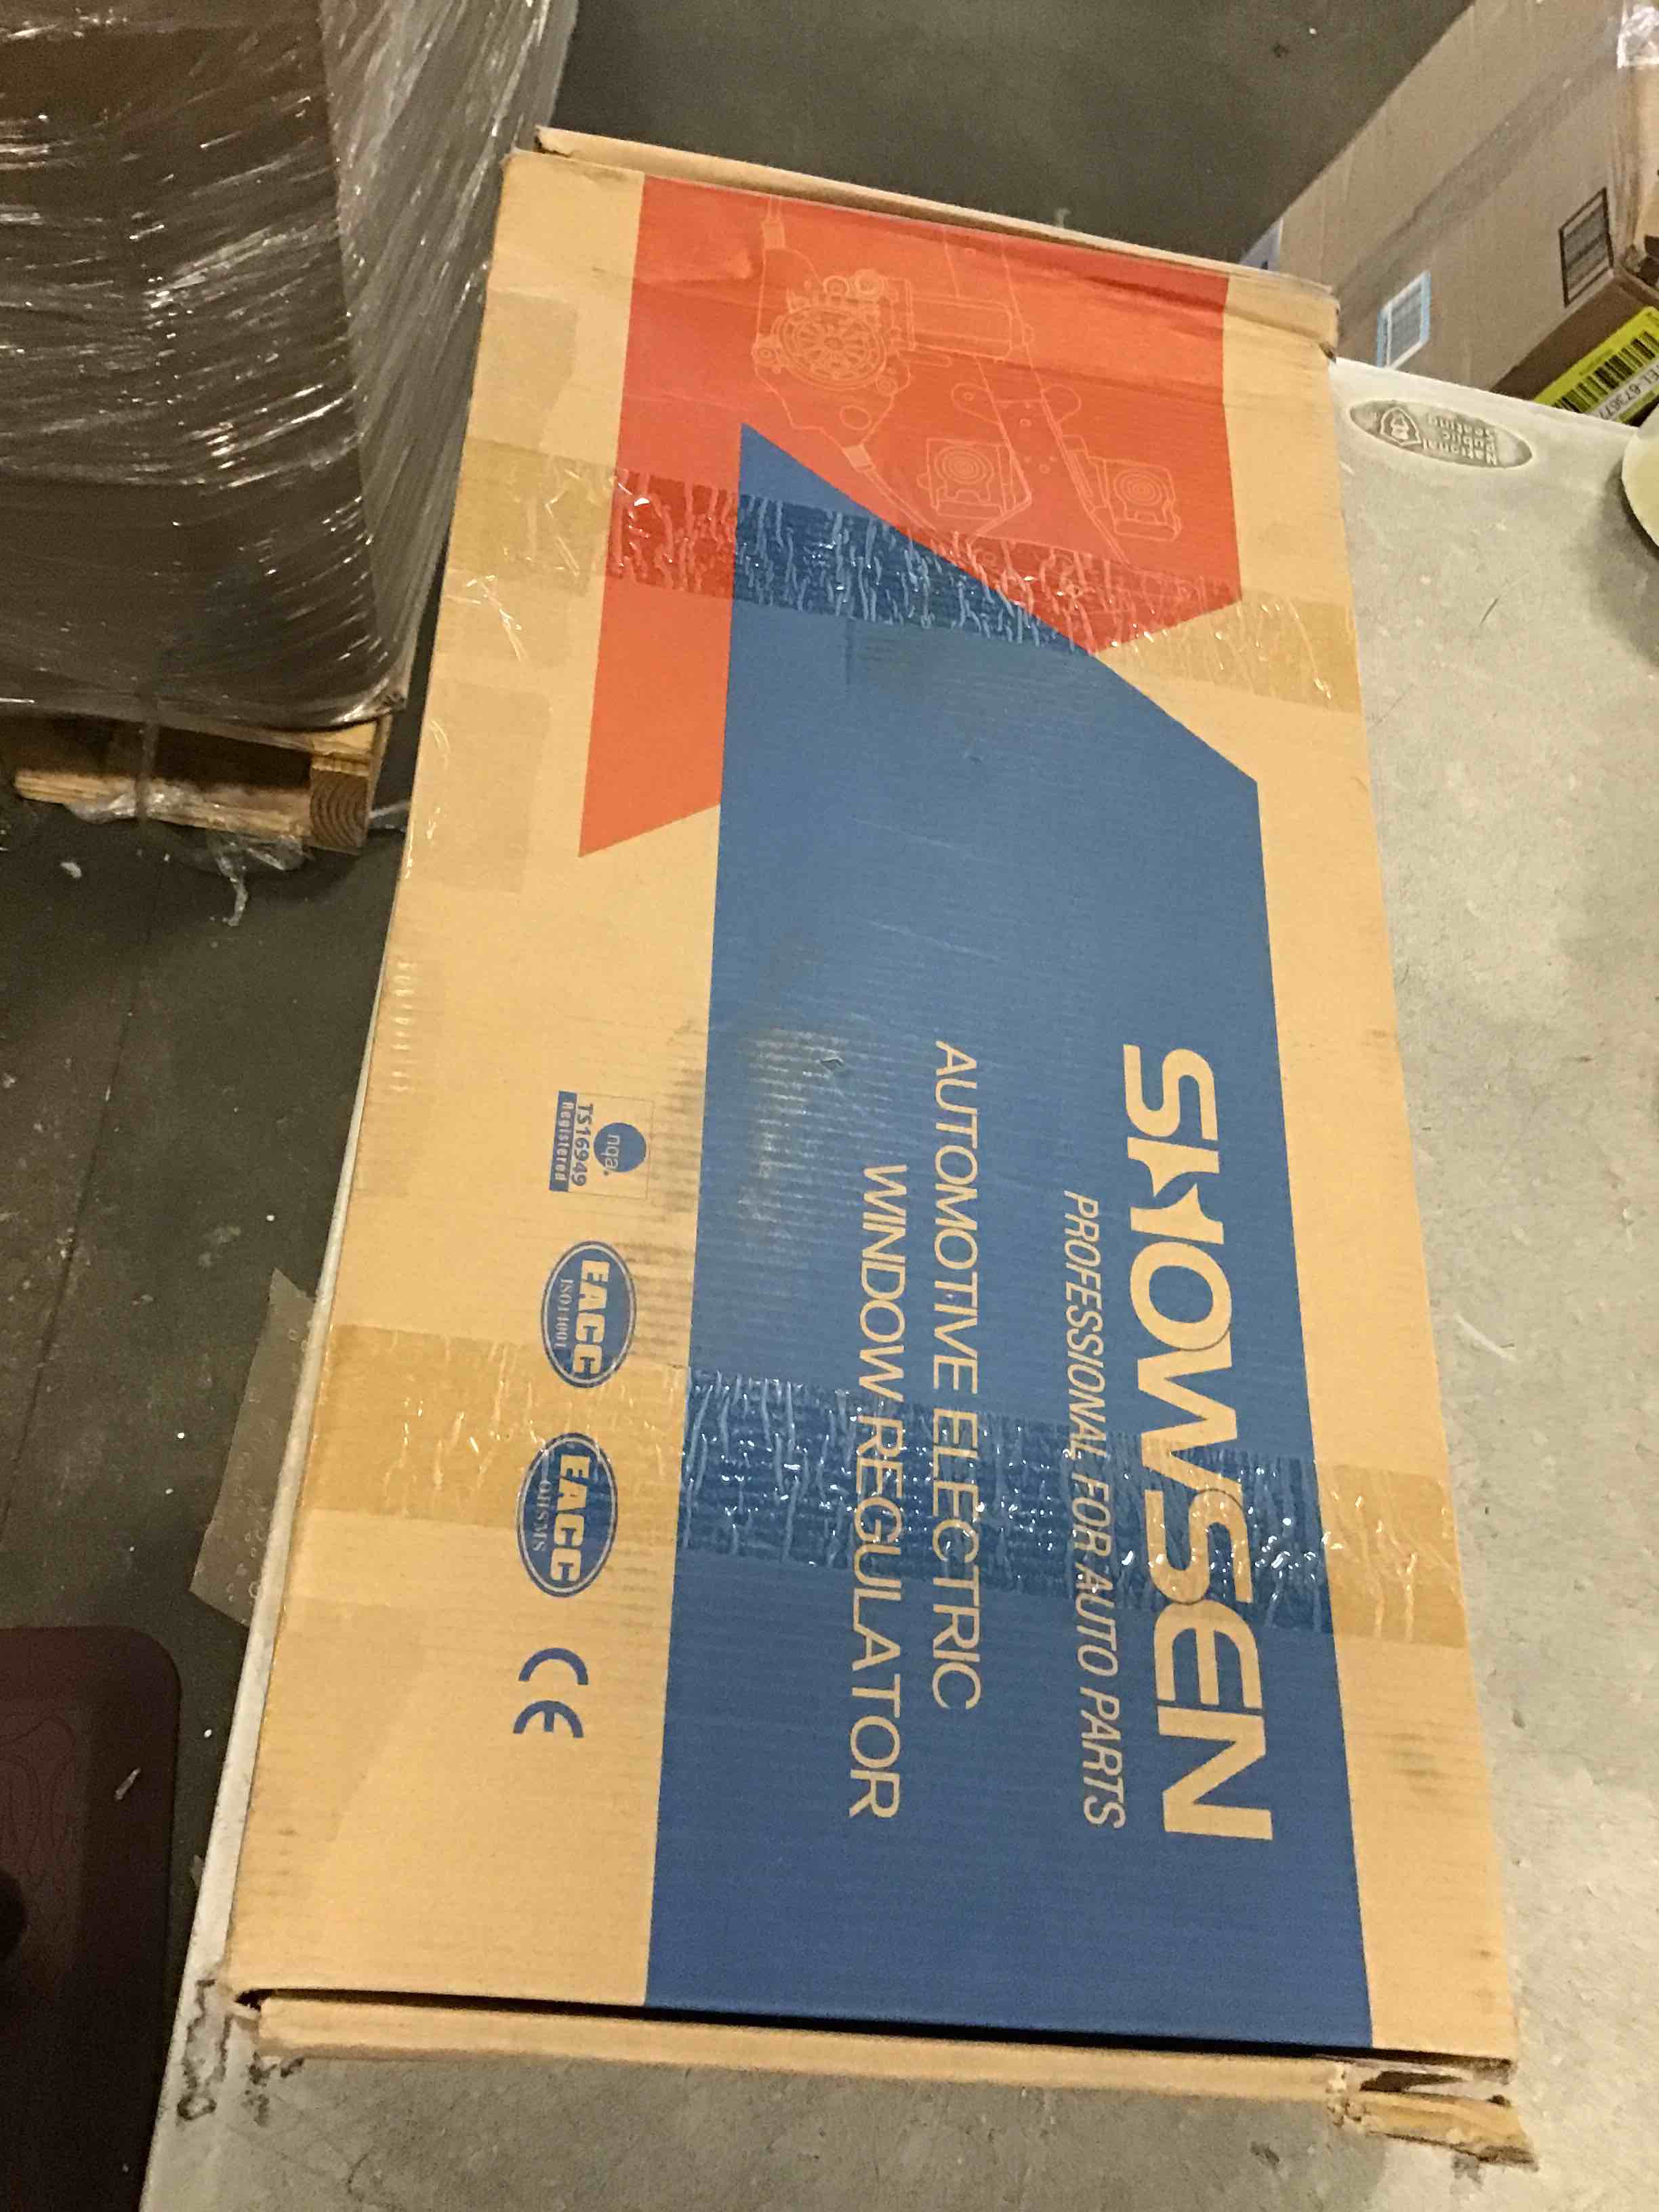 SHOWSEN
PROFESSIONAL FOR AUTO PARTS
AUTOMOTIVE ELECTRIC
WINDOW REGULATOR
nqa.
TS16949
Registered
EACC
ISO14001
EACC
OHSMS
CE